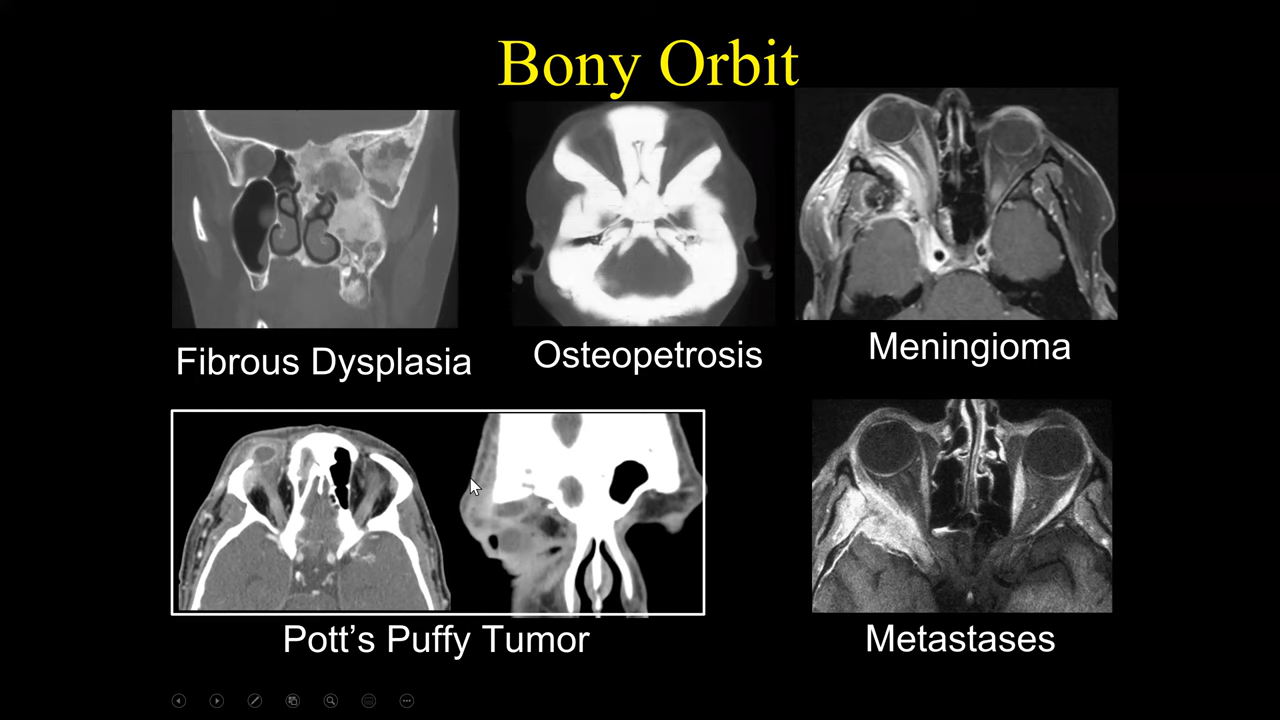 Bony Orbit
Fibrous Dysplasia
Osteopetrosis
Meningioma
Pott's Puffy Tumor
Metastases